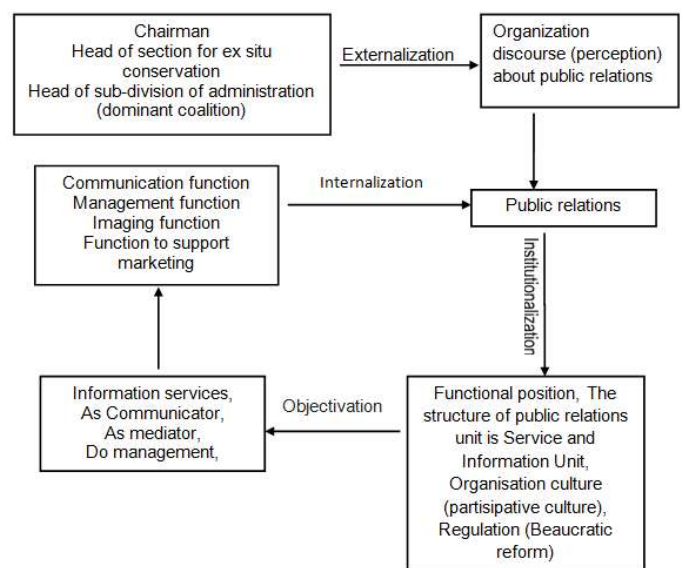 Chairman
Head of section for ex situ
conservation
Head of sub-division of administration
(dominant coalition)
Externalization
Organization
discourse (perception)
about public relations
Communication function
Management function
Imaging function
Function to support
marketing
Internalization
Public relations
Institutionalization
Information services,
As Communicator,
As mediator,
Do management,
Objectivation
Functional position, The
structure of public relations
unit is Service and
Information Unit,
Organisation culture
(partisipative culture),
Regulation (Beaucratic
reform)